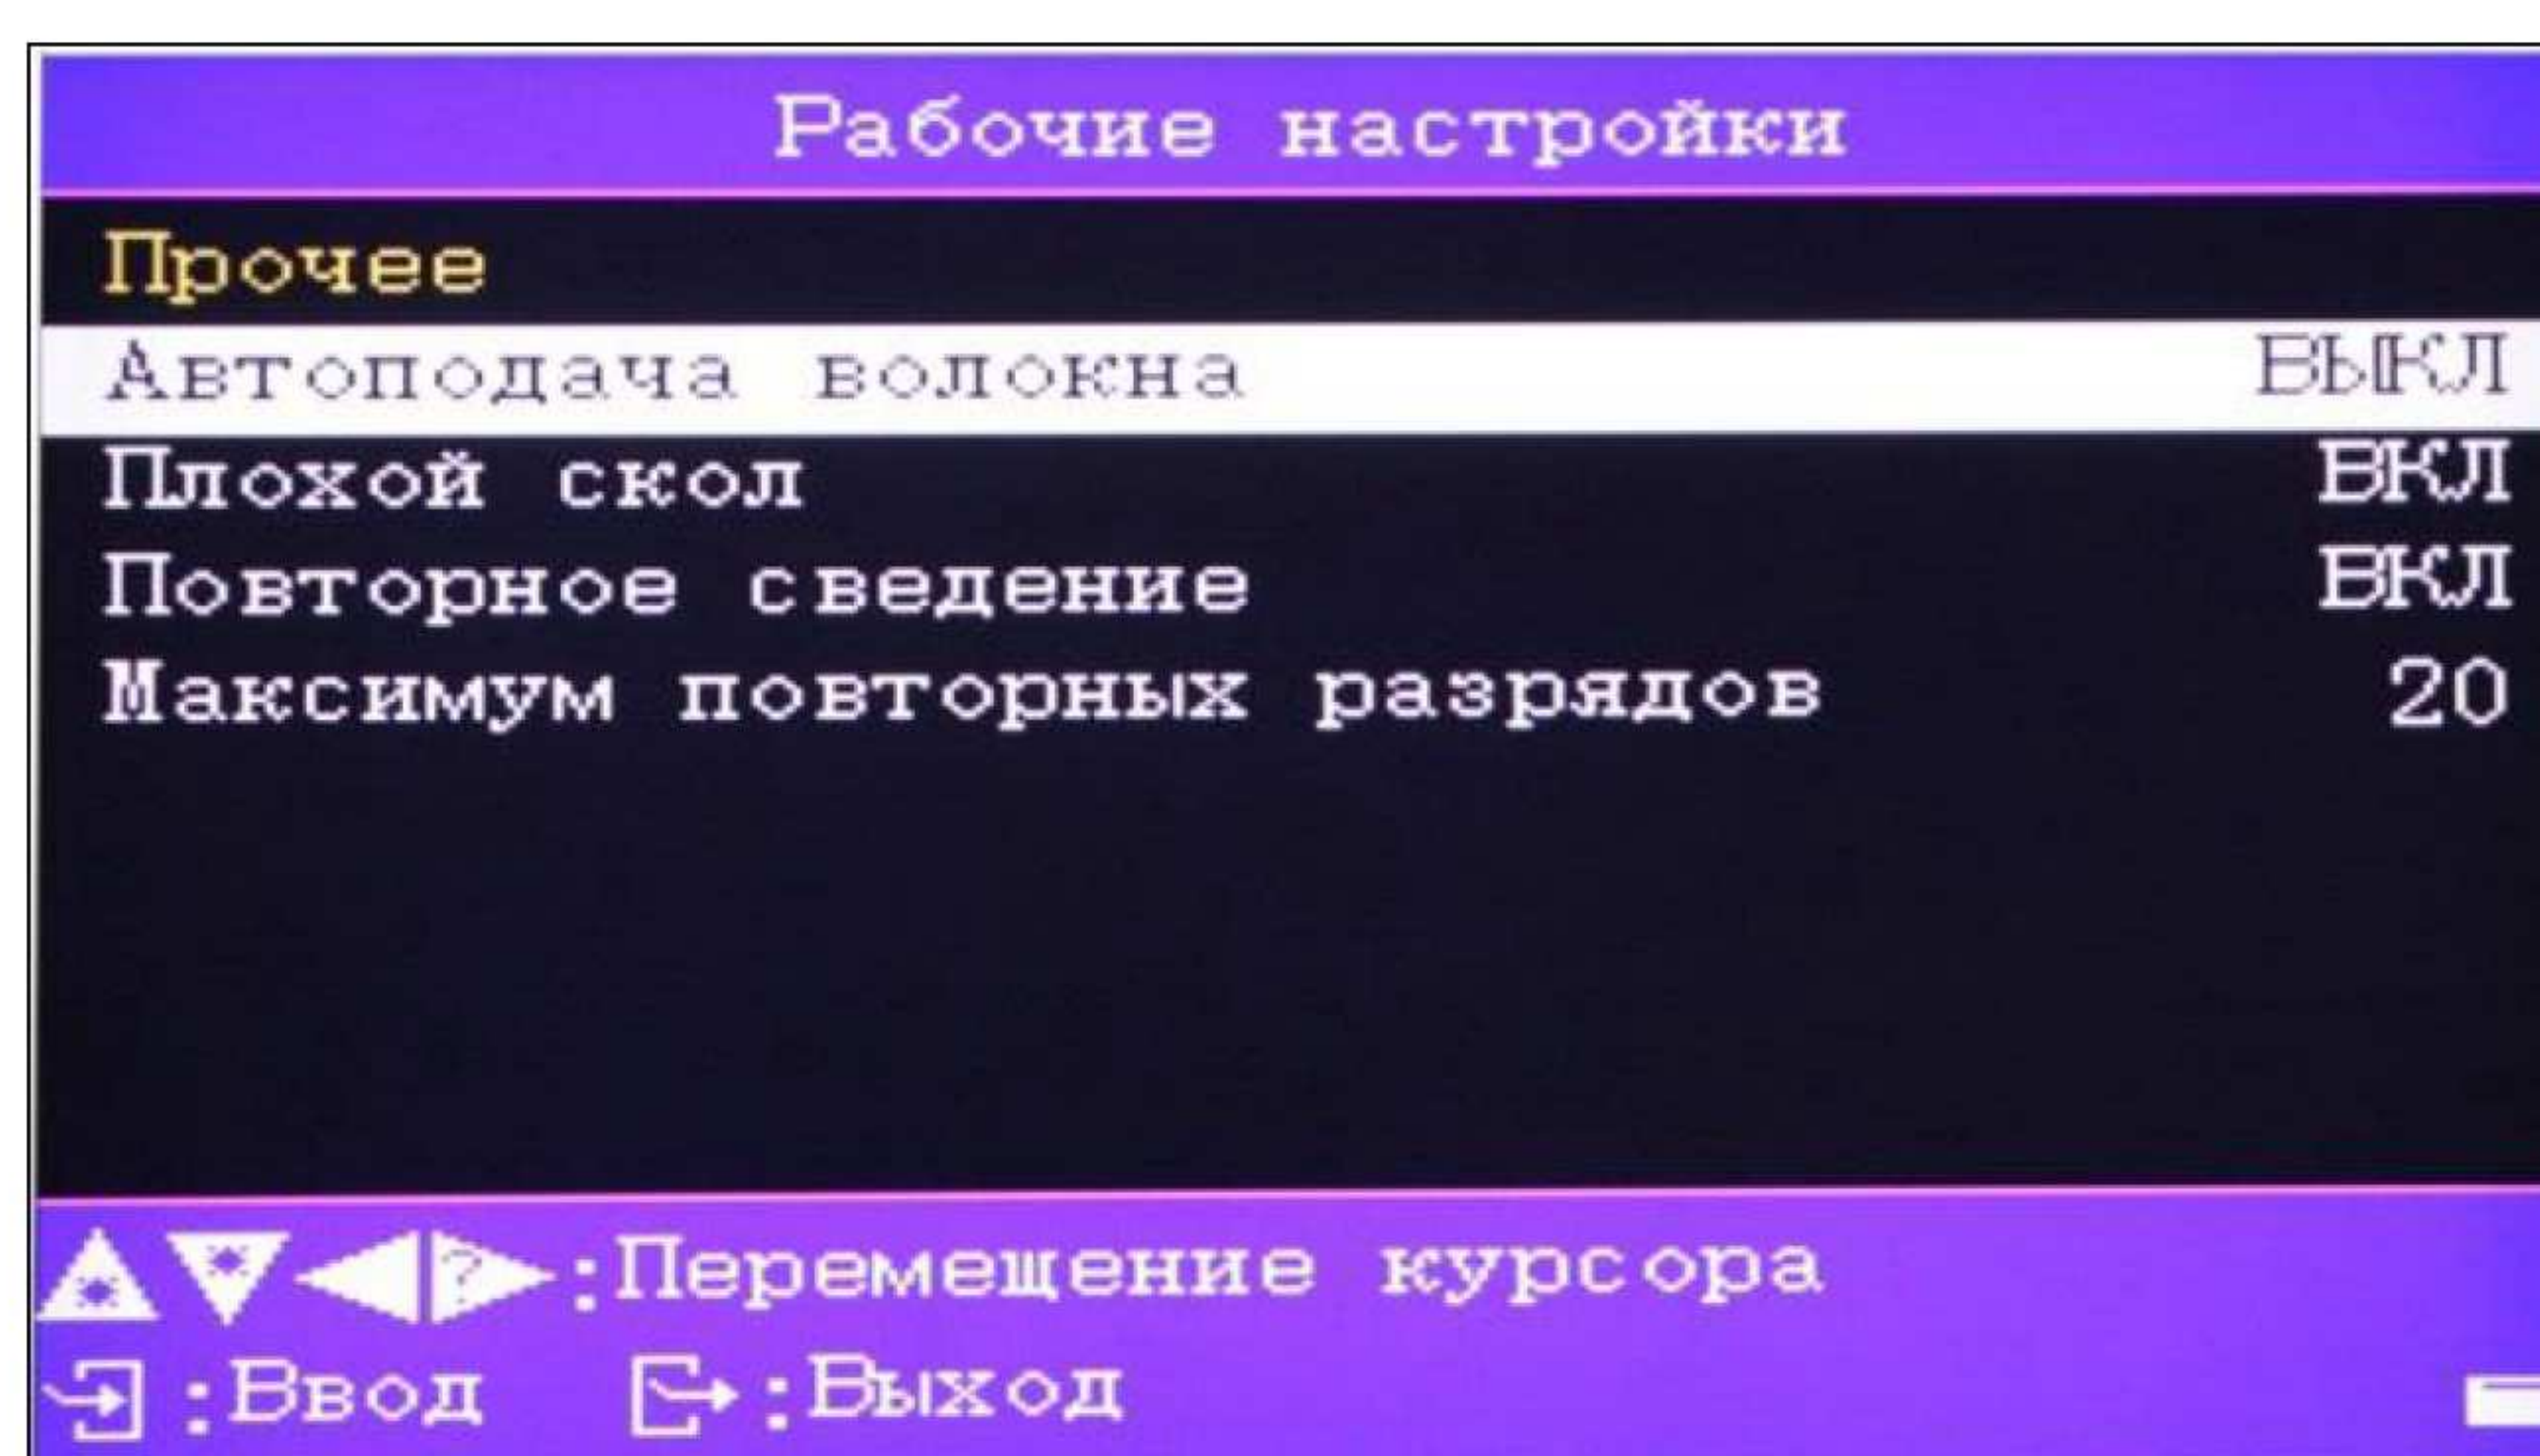 Рабочие настройки
Прочее
Автоподача волокна ВЫКЛ
Плохой скол ВКЛ
Повторное сведение ВКЛ
Максимум повторных разрядов 20
?:Перемещение курсора
:Ввод :Выход